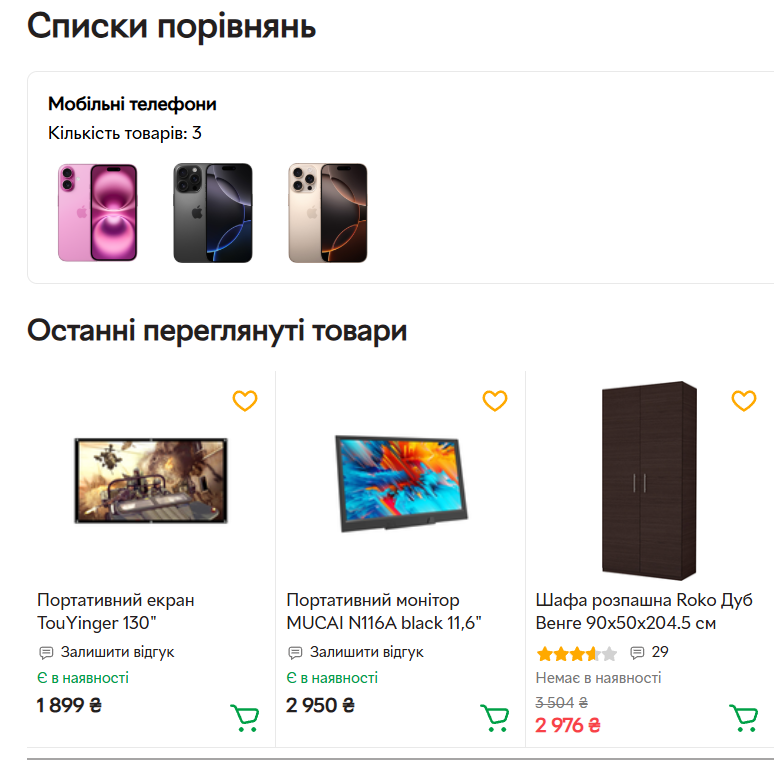 Списки порівнянь
Мобільні телефони
Кількість товарів: 3
Останні переглянуті товари
Портативний екран
TouYinger 130"
Залишити відгук
Є в наявності
1 899 ₴
Портативний монітор
MUCAI N116A black 11,6"
Залишити відгук
Є в наявності
2 950 ₴
Шафа розпашна Roko Дуб
Венге 90х50х204.5 см
29
Немає в наявності
3 504 ₴
2 976 ₴